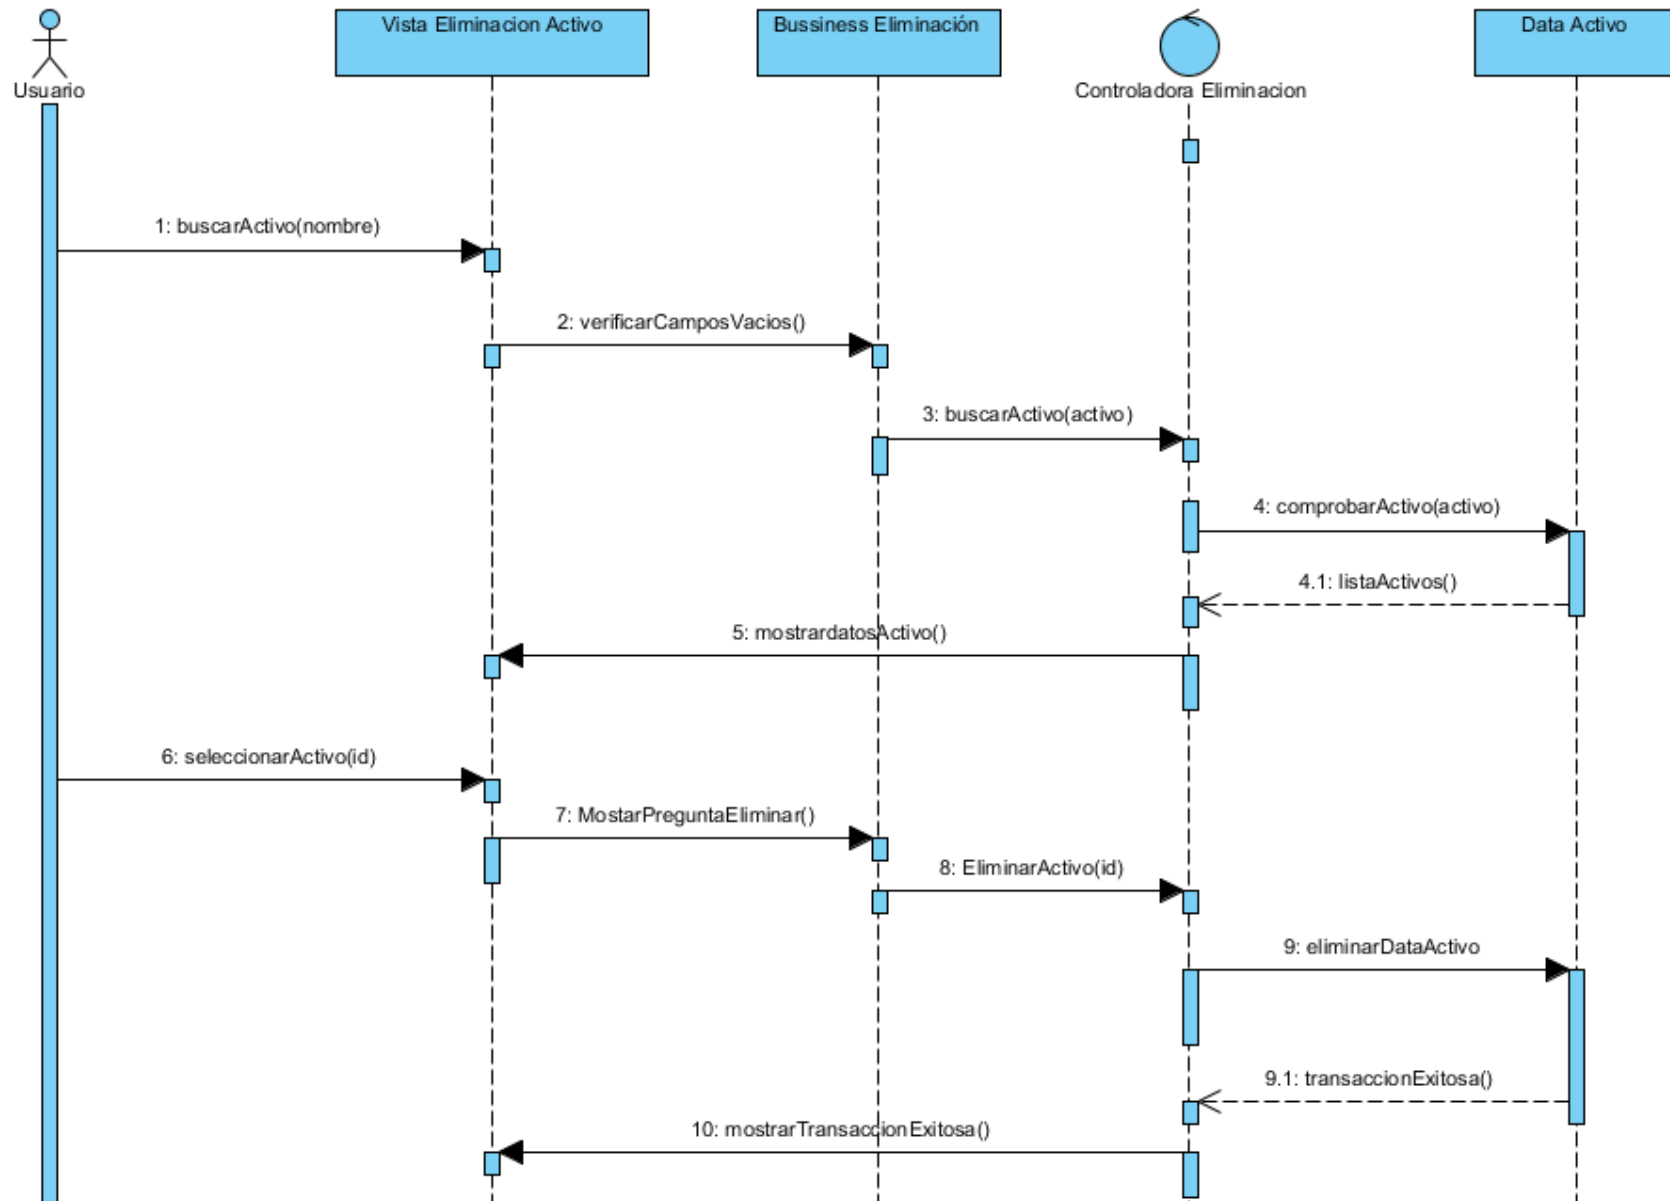 Usuario
Vista Eliminacion Activo
Bussiness Eliminación
Controladora Eliminacion
Data Activo
1: buscarActivo(nombre)
2: verificarCamposVacios()
3: buscarActivo(activo)
4: comprobarActivo(activo)
4.1: listaActivos()
5: mostrardatosActivo()
6: seleccionarActivo(id)
7: MostarPreguntaEliminar()
8: EliminarActivo(id)
9: eliminarDataActivo
9.1: transaccionExitosa()
10: mostrarTransaccionExitosa()